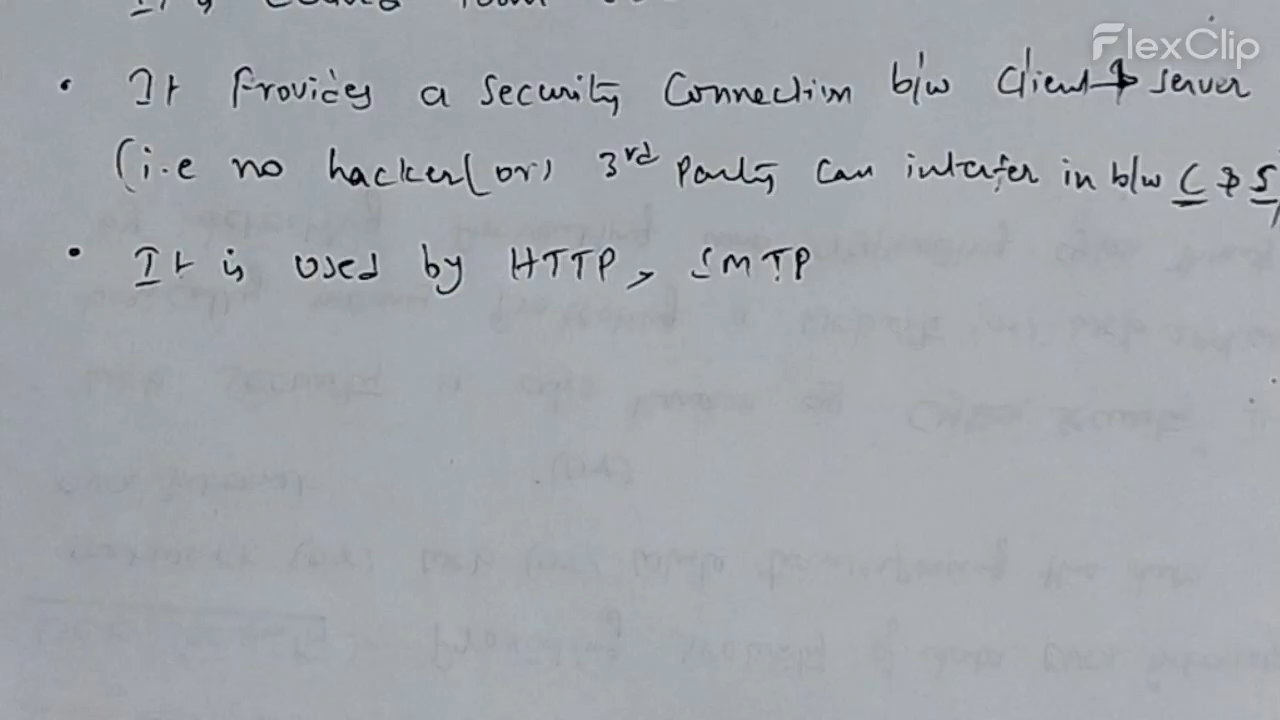 FlexClip
• It Provides a Security Connection b/w Client & server
(i.e no hacker(or) 3rd Party can interfer in b/w C & S,
• It is used by HTTP, SMTP